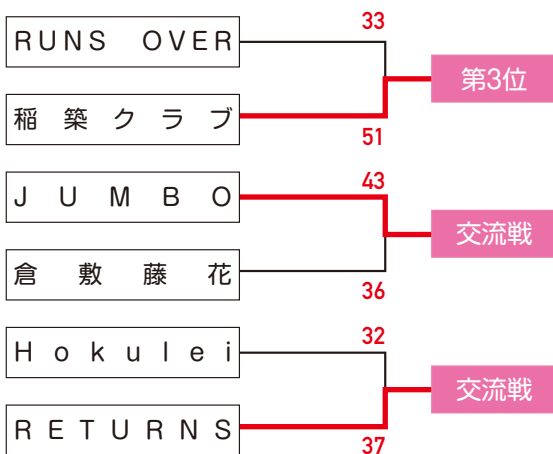 33
RUNS OVER
第3位
稲築クラブ
51
43
JUMBO
交流戦
倉敷藤花
36
32
Hokulei
交流戦
RETURNS
37